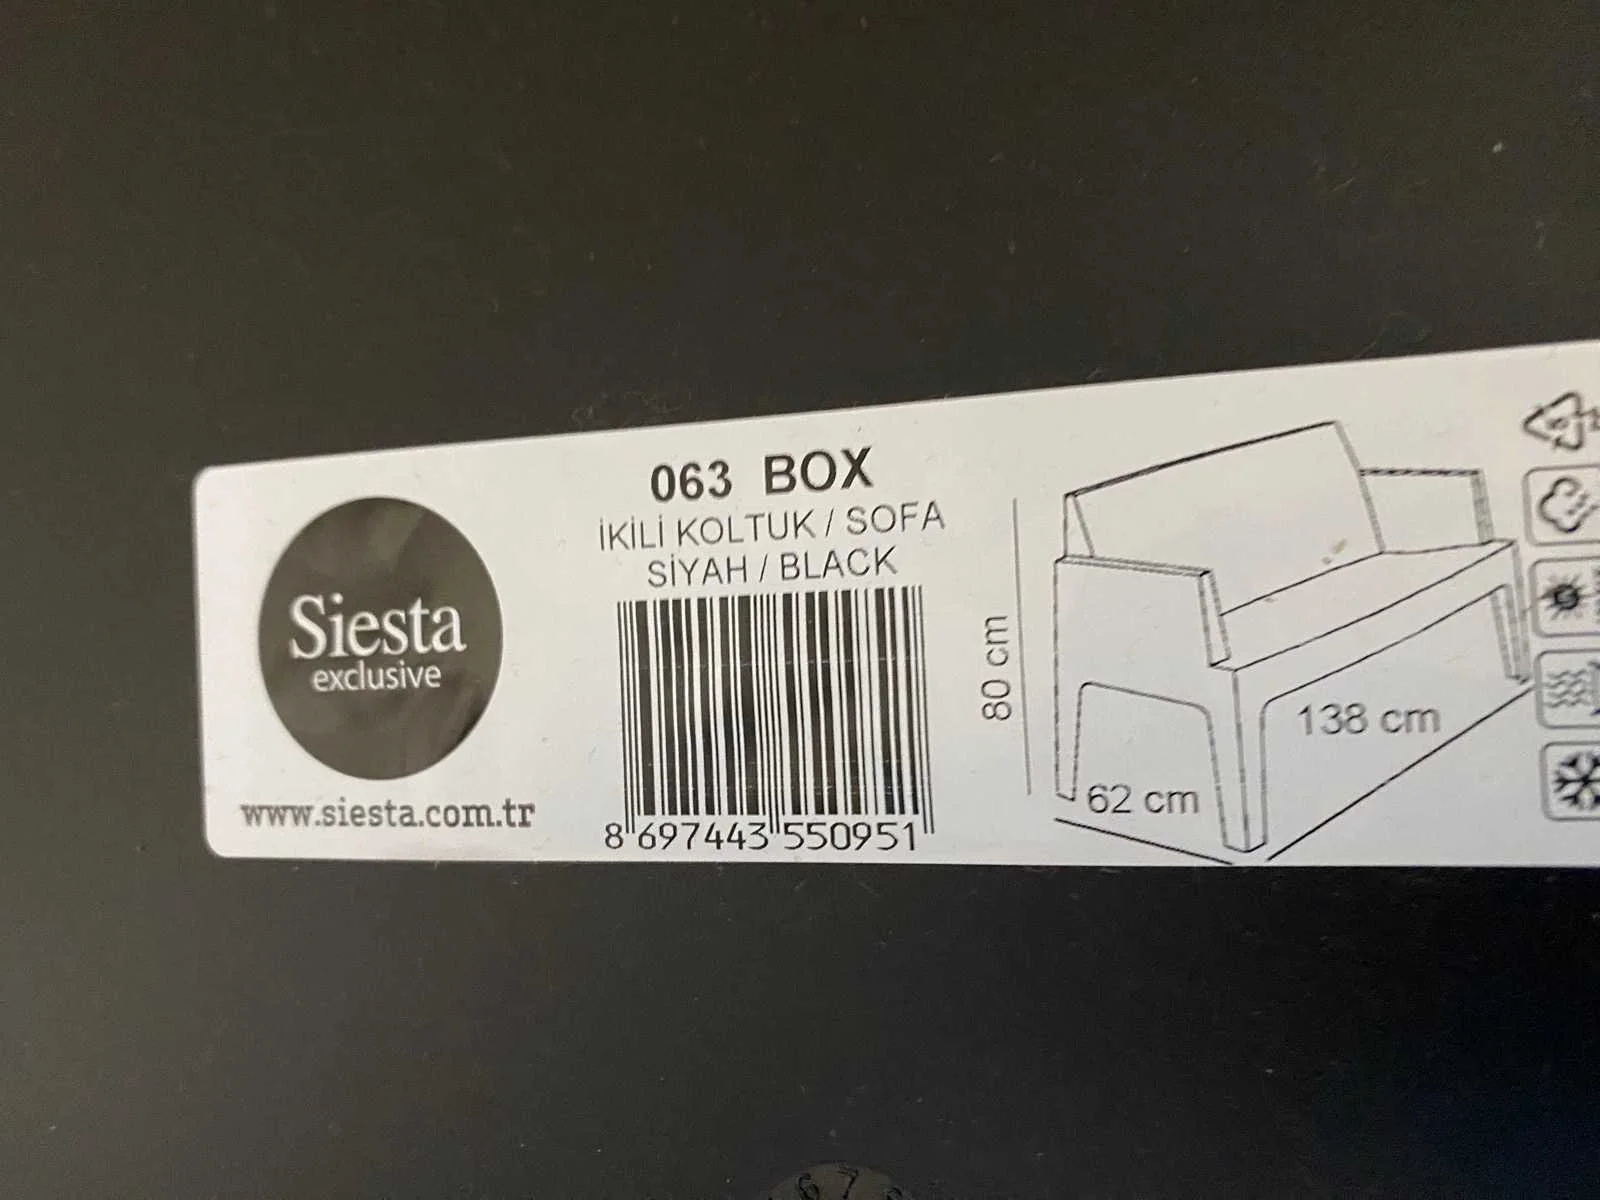 063 BOX
İKİLİ KOLTUK / SOFA
SİYAH / BLACK
Siesta
exclusive
www.siesta.com.tr
8 697443 550951
80 cm
62 cm
138 cm